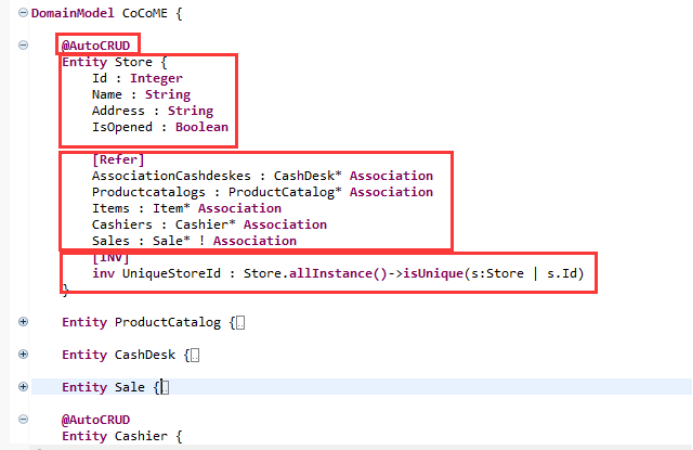 DomainModel CoCoME {
@AutoCRUD
Entity Store {
Id : Integer
Name : String
Address : String
IsOpened : Boolean
[Refer]
AssociationCashdeskes : CashDesk* Association
Productcatalogs : ProductCatalog* Association
Items : Item* Association
Cashiers : Cashier* Association
Sales : Sale* ! Association
[INV]
inv UniqueStoreId : Store.allInstance()->isUnique(s:Store | s.Id)
}
Entity ProductCatalog {
Entity CashDesk {
Entity Sale {
@AutoCRUD
Entity Cashier {